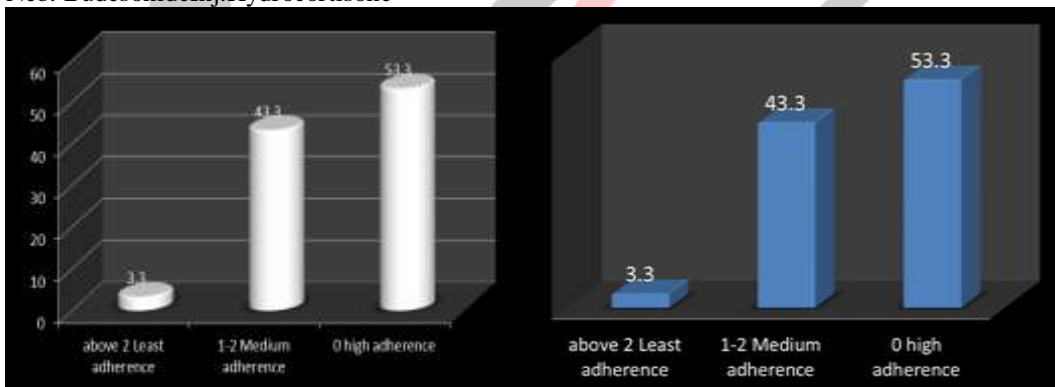 60
50
40
30
20
10
0
3.3
43.3
53.3
above 2 Least
adherence
1-2 Medium
adherence
0 high adherence
3.3
43.3
53.3
above 2 Least
adherence
1-2 Medium
adherence
0 high
adherence